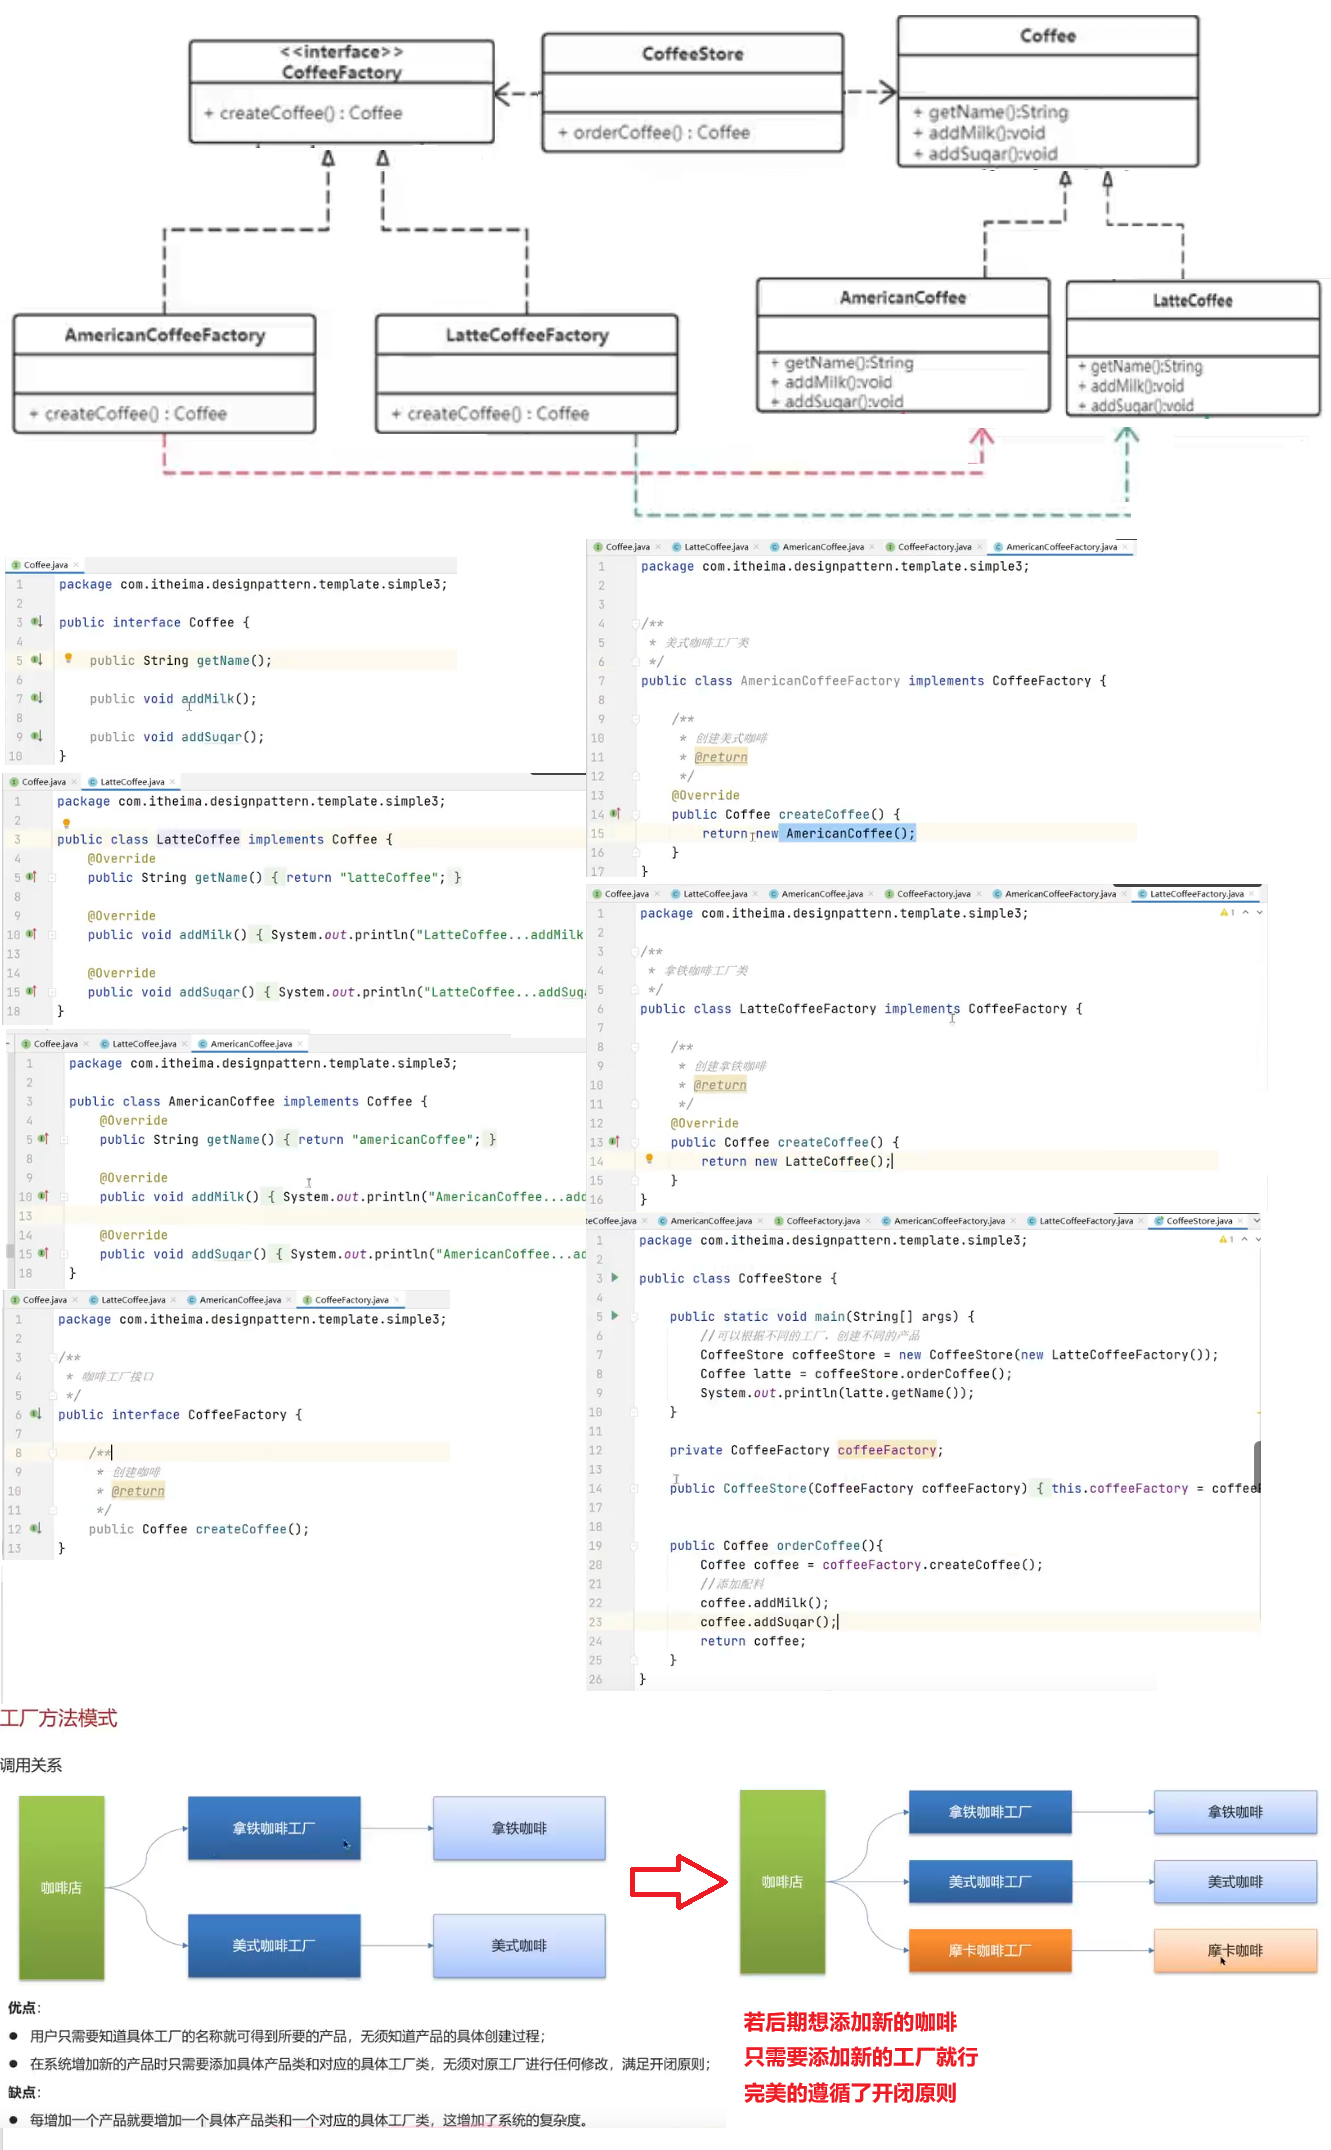 <<interface>>
CoffeeFactory
+ createCoffee() : Coffee
CoffeeStore
+ orderCoffee() : Coffee
Coffee
+ getName():String
+ addMilk():void
+ addSuqar):void
AmericanCoffeeFactory
+ createCoffee() : Coffee
LatteCoffeeFactory
+ createCoffee() : Coffee
AmericanCoffee
+ getName():String
+ addMilk():void
+ addSuqar():void
LatteCoffee
+ getName():String
+ addMilk():void
+ addSuqar():void
Coffee.java
1 package com.itheima.designpattern.template.simple3;
2
3 public interface Coffee {
4
5 public String getName();
6
7 public void addMilk();
8
9 public void addSuqar();
10 }
Coffee.java LatteCoffee.java
1 package com.itheima.designpattern.template.simple3;
2
3 public class LatteCoffee implements Coffee {
4 @Override
5 public String getName() { return "latteCoffee"; }
8
9 @Override
10 public void addMilk() { System.out.println("LatteCoffee...addMilk
13
14 @Override
15 public void addSuqar() { System.out.println("LatteCoffee...addSuq
18 }
Coffee.java LatteCoffee.java AmericanCoffee.java
1 package com.itheima.designpattern.template.simple3;
2
3 public class AmericanCoffee implements Coffee {
4 @Override
5 public String getName() { return "americanCoffee"; }
8
9 @Override
10 public void addMilk() { System.out.println("AmericanCoffee...add
13
14 @Override
15 public void addSuqar() { System.out.println("AmericanCoffee...ad
18 }
Coffee.java LatteCoffee.java AmericanCoffee.java CoffeeFactory.java
1 package com.itheima.designpattern.template.simple3;
2
3 /**
4 * 咖啡工厂接口
5 */
6 public interface CoffeeFactory {
7
8 /**
9 * 创建咖啡
10 * @return
11 */
12 public Coffee createCoffee();
13 }
Coffee.java LatteCoffee.java AmericanCoffee.java CoffeeFactory.java AmericanCoffeeFactory.java
1 package com.itheima.designpattern.template.simple3;
2
3
4 /**
5 * 美式咖啡工厂类
6 */
7 public class AmericanCoffeeFactory implements CoffeeFactory {
8
9 /**
10 * 创建美式咖啡
11 * @return
12 */
13 @Override
14 public Coffee createCoffee() {
15 return new AmericanCoffee();
16 }
17 }
Coffee.java LatteCoffee.java AmericanCoffee.java CoffeeFactory.java AmericanCoffeeFactory.java LatteCoffeeFactory.java
1 package com.itheima.designpattern.template.simple3;
1
2
3 /**
4 * 拿铁咖啡工厂类
5 */
6 public class LatteCoffeeFactory implements CoffeeFactory {
7
8 /**
9 * 创建拿铁咖啡
10 * @return
11 */
12 @Override
13 public Coffee createCoffee() {
14 return new LatteCoffee();
15 }
16 }
teCoffee.java AmericanCoffee.java CoffeeFactory.java AmericanCoffeeFactory.java LatteCoffeeFactory.java CoffeeStore.java
1 package com.itheima.designpattern.template.simple3;
1
2
3 public class CoffeeStore {
4
5 public static void main(String[] args) {
6 //可以根据不同的工厂，创建不同的产品
7 CoffeeStore coffeeStore = new CoffeeStore(new LatteCoffeeFactory());
8 Coffee latte = coffeeStore.orderCoffee();
9 System.out.println(latte.getName());
10 }
11
12 private CoffeeFactory coffeeFactory;
13
14 public CoffeeStore(CoffeeFactory coffeeFactory) { this.coffeeFactory = coffeeF
17
18
19 public Coffee orderCoffee(){
20 Coffee coffee = coffeeFactory.createCoffee();
21 //添加配料
22 coffee.addMilk();
23 coffee.addSuqar();
24 return coffee;
25 }
26 }
工厂方法模式
调用关系
咖啡店
拿铁咖啡工厂
拿铁咖啡
美式咖啡工厂
美式咖啡
咖啡店
拿铁咖啡工厂
拿铁咖啡
美式咖啡工厂
美式咖啡
摩卡咖啡工厂
摩卡咖啡
优点：
● 用户只需要知道具体工厂的名称就可得到所要的产品，无须知道产品的具体创建过程；
● 在系统增加新的产品时只需要添加具体产品类和对应的具体工厂类，无须对原工厂进行任何修改，满足开闭原则；
缺点：
● 每增加一个产品就要增加一个具体产品类和一个对应的具体工厂类，这增加了系统的复杂度。
若后期想添加新的咖啡
只需要添加新的工厂就行
完美的遵循了开闭原则